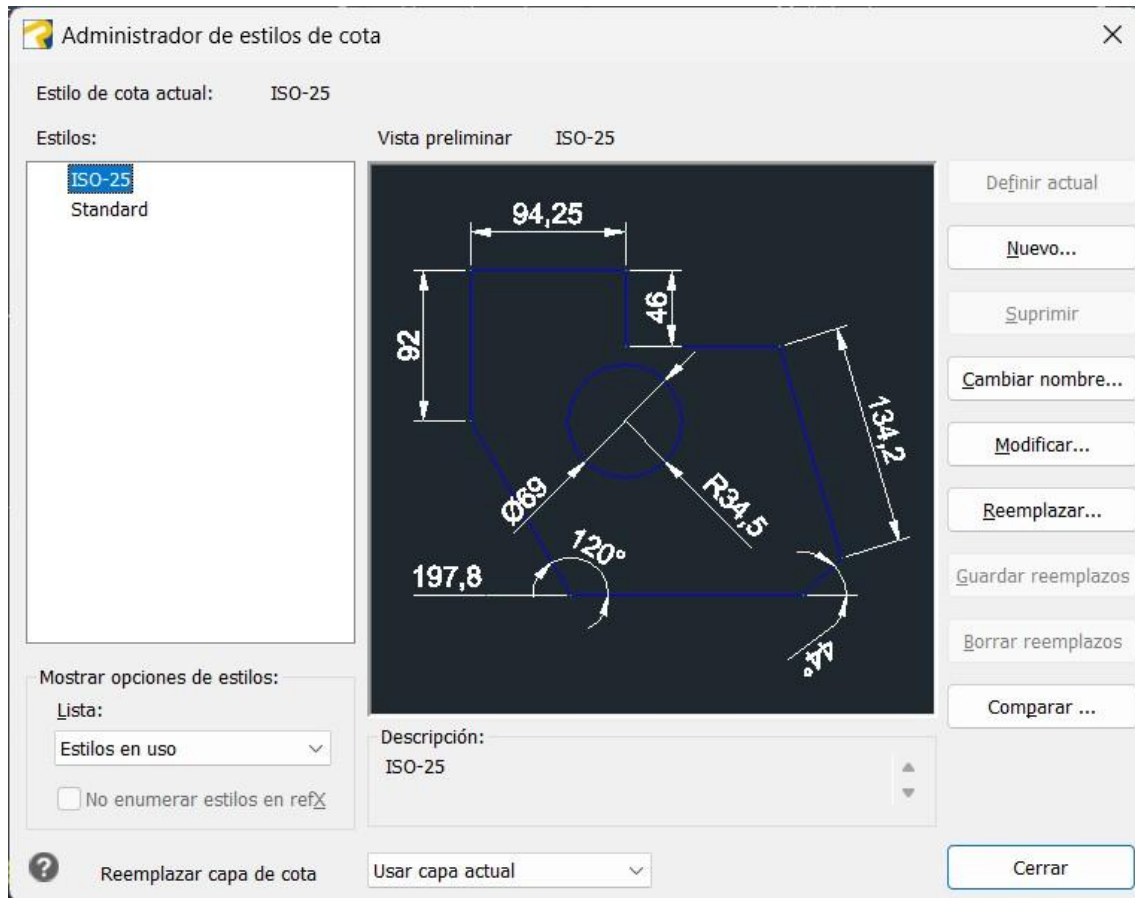 Administrador de estilos de cota
Estilo de cota actual: ISO-25
Estilos:
ISO-25
Standard
Mostrar opciones de estilos:
Lista:
Estilos en uso
No enumerar estilos en refX
Vista preliminar ISO-25
94,25
92
46
134,2
Ø69
R34,5
120°
197,8
44°
Descripción:
ISO-25
Definir actual
Nuevo...
Suprimir
Cambiar nombre...
Modificar...
Reemplazar...
Guardar reemplazos
Borrar reemplazos
Comparar ...
? Reemplazar capa de cota Usar capa actual
Cerrar